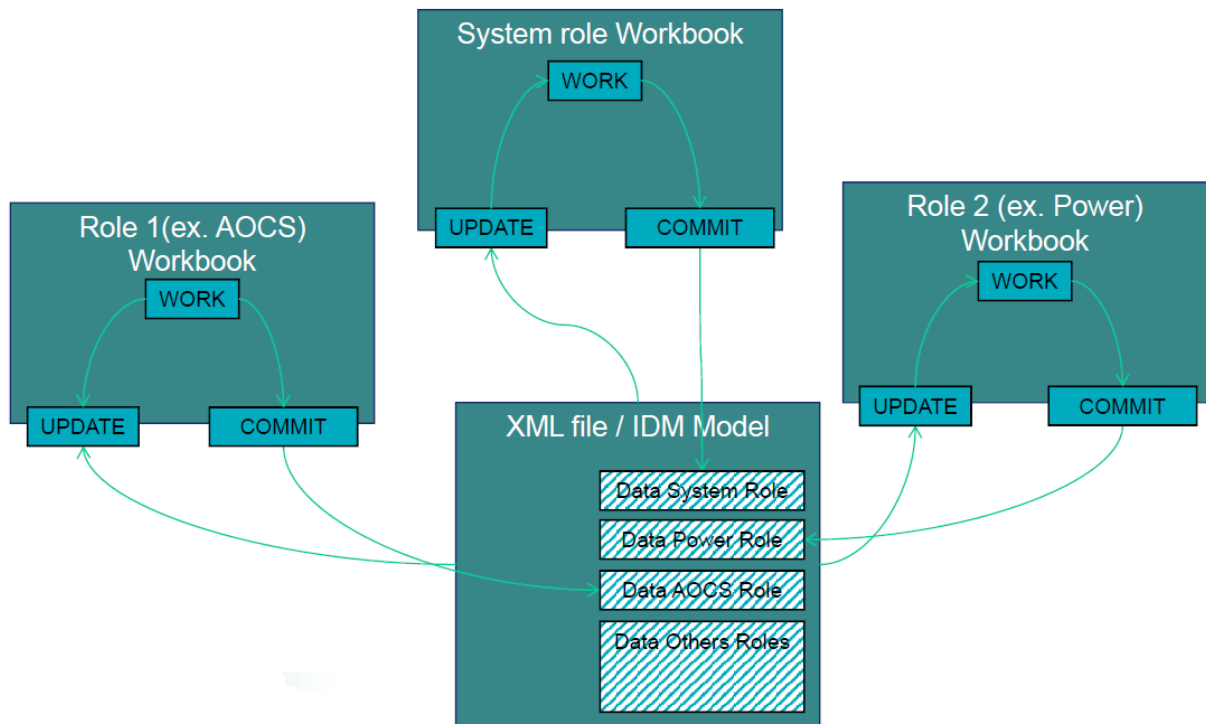 System role Workbook
WORK
UPDATE
COMMIT
Role 1(ex. AOCS)
Workbook
WORK
UPDATE
COMMIT
Role 2 (ex. Power)
Workbook
WORK
UPDATE
COMMIT
XML file / IDM Model
Data System Role
Data Power Role
Data AOCS Role
Data Others Roles